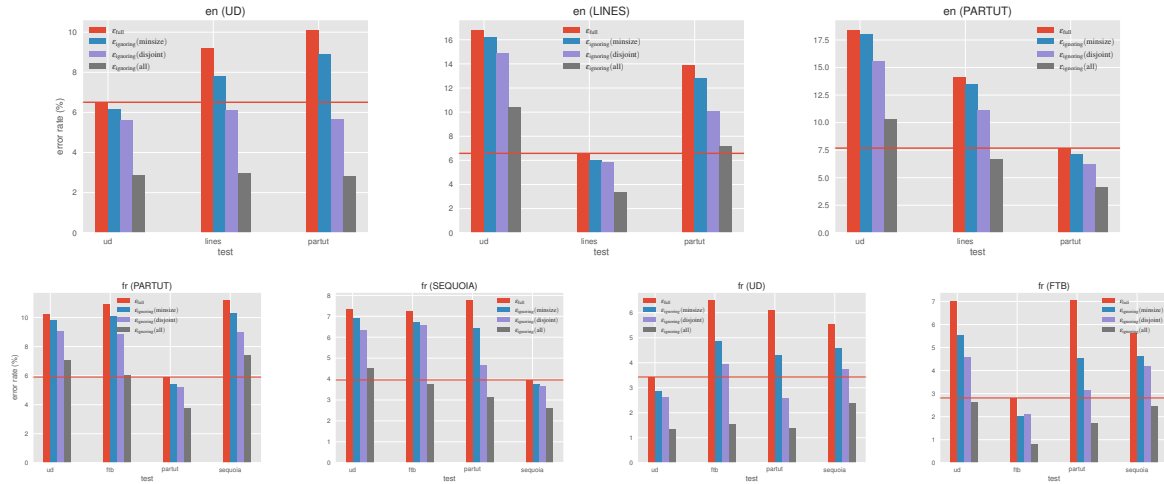 en (UD)
error rate (%)
10
8
6
4
2
0
ε_full
ε_ignoring(minsize)
ε_ignoring(disjoint)
ε_ignoring(all)
ud lines partut
test
en (LINES)
16
14
12
10
8
6
4
2
0
ε_full
ε_ignoring(minsize)
ε_ignoring(disjoint)
ε_ignoring(all)
ud lines partut
test
en (PARTUT)
17.5
15.0
12.5
10.0
7.5
5.0
2.5
0.0
ε_full
ε_ignoring(minsize)
ε_ignoring(disjoint)
ε_ignoring(all)
ud lines partut
test
fr (PARTUT)
error rate (%)
10
8
6
4
2
0
ε_full
ε_ignoring(minsize)
ε_ignoring(disjoint)
ε_ignoring(all)
ud ftb partut sequoia
test
fr (SEQUOIA)
8
7
6
5
4
3
2
1
0
ε_full
ε_ignoring(minsize)
ε_ignoring(disjoint)
ε_ignoring(all)
ud ftb partut sequoia
test
fr (UD)
6
5
4
3
2
1
0
ε_full
ε_ignoring(minsize)
ε_ignoring(disjoint)
ε_ignoring(all)
ud ftb partut sequoia
test
fr (FTB)
7
6
5
4
3
2
1
0
ε_full
ε_ignoring(minsize)
ε_ignoring(disjoint)
ε_ignoring(all)
ud ftb partut sequoia
test